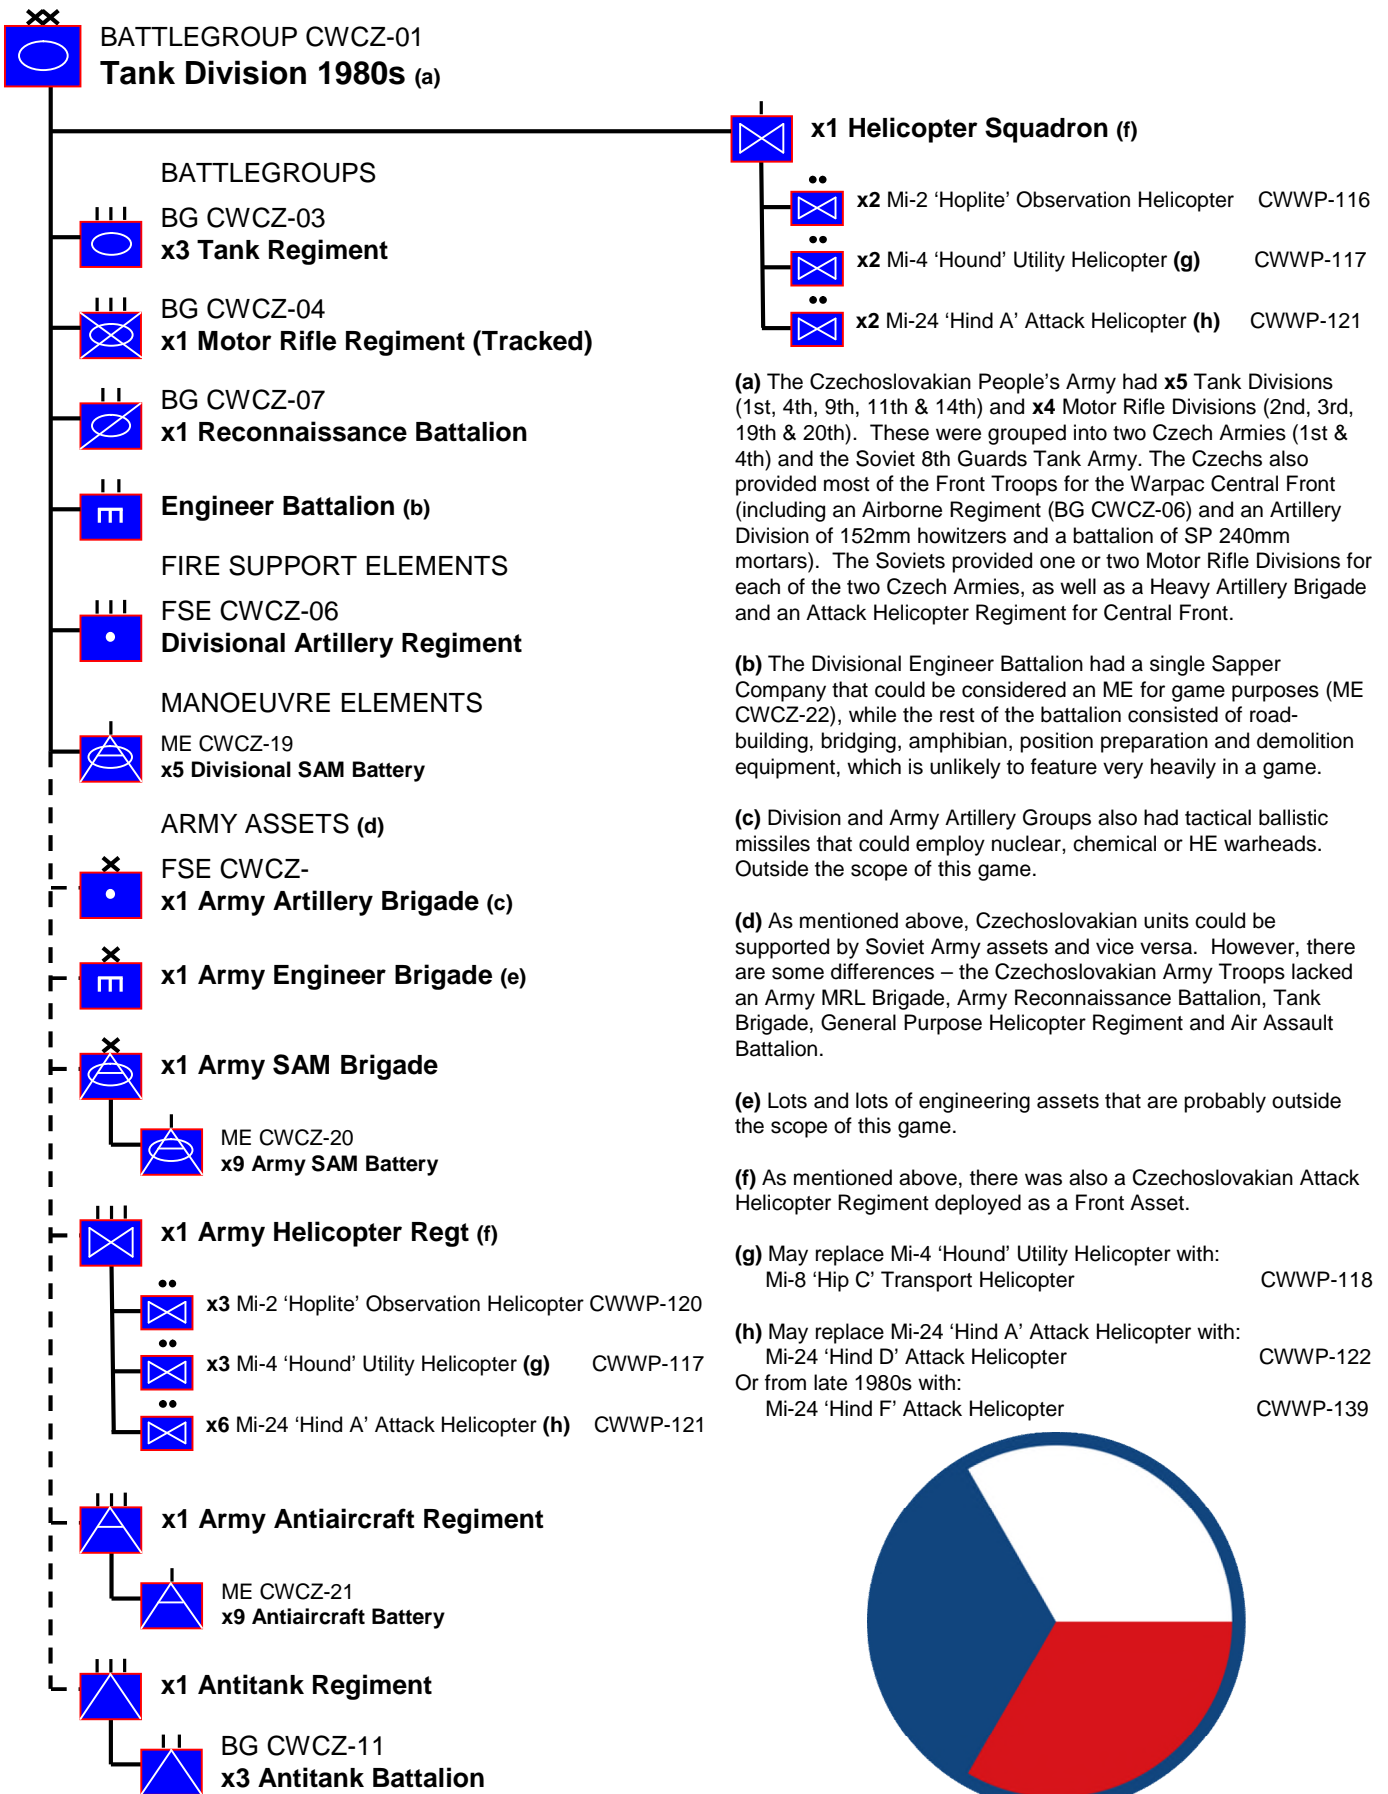 BATTLEGROUP CWCZ-01
Tank Division 1980s (a)
BATTLEGROUPS
BG CWCZ-03
x3 Tank Regiment
BG CWCZ-04
x1 Motor Rifle Regiment (Tracked)
BG CWCZ-07
x1 Reconnaissance Battalion
Engineer Battalion (b)
FIRE SUPPORT ELEMENTS
FSE CWCZ-06
Divisional Artillery Regiment
MANOEUVRE ELEMENTS
ME CWCZ-19
x5 Divisional SAM Battery
ARMY ASSETS (d)
FSE CWCZ-
x1 Army Artillery Brigade (c)
x1 Army Engineer Brigade (e)
x1 Army SAM Brigade
ME CWCZ-20
x9 Army SAM Battery
x1 Army Helicopter Regt (f)
x3 Mi-2 ‘Hoplite’ Observation Helicopter CWWP-120
x3 Mi-4 ‘Hound’ Utility Helicopter (g) CWWP-117
x6 Mi-24 ‘Hind A’ Attack Helicopter (h) CWWP-121
x1 Army Antiaircraft Regiment
ME CWCZ-21
x9 Antiaircraft Battery
x1 Antitank Regiment
BG CWCZ-11
x3 Antitank Battalion
x1 Helicopter Squadron (f)
x2 Mi-2 ‘Hoplite’ Observation Helicopter CWWP-116
x2 Mi-4 ‘Hound’ Utility Helicopter (g) CWWP-117
x2 Mi-24 ‘Hind A’ Attack Helicopter (h) CWWP-121
(a) The Czechoslovakian People’s Army had x5 Tank Divisions
(1st, 4th, 9th, 11th & 14th) and x4 Motor Rifle Divisions (2nd, 3rd,
19th & 20th). These were grouped into two Czech Armies (1st &
4th) and the Soviet 8th Guards Tank Army. The Czechs also
provided most of the Front Troops for the Warpac Central Front
(including an Airborne Regiment (BG CWCZ-06) and an Artillery
Division of 152mm howitzers and a battalion of SP 240mm
mortars). The Soviets provided one or two Motor Rifle Divisions for
each of the two Czech Armies, as well as a Heavy Artillery Brigade
and an Attack Helicopter Regiment for Central Front.
(b) The Divisional Engineer Battalion had a single Sapper
Company that could be considered an ME for game purposes (ME
CWCZ-22), while the rest of the battalion consisted of road-
building, bridging, amphibian, position preparation and demolition
equipment, which is unlikely to feature very heavily in a game.
(c) Division and Army Artillery Groups also had tactical ballistic
missiles that could employ nuclear, chemical or HE warheads.
Outside the scope of this game.
(d) As mentioned above, Czechoslovakian units could be
supported by Soviet Army assets and vice versa. However, there
are some differences – the Czechoslovakian Army Troops lacked
an Army MRL Brigade, Army Reconnaissance Battalion, Tank
Brigade, General Purpose Helicopter Regiment and Air Assault
Battalion.
(e) Lots and lots of engineering assets that are probably outside
the scope of this game.
(f) As mentioned above, there was also a Czechoslovakian Attack
Helicopter Regiment deployed as a Front Asset.
(g) May replace Mi-4 ‘Hound’ Utility Helicopter with:
Mi-8 ‘Hip C’ Transport Helicopter CWWP-118
(h) May replace Mi-24 ‘Hind A’ Attack Helicopter with:
Mi-24 ‘Hind D’ Attack Helicopter CWWP-122
Or from late 1980s with:
Mi-24 ‘Hind F’ Attack Helicopter CWWP-139